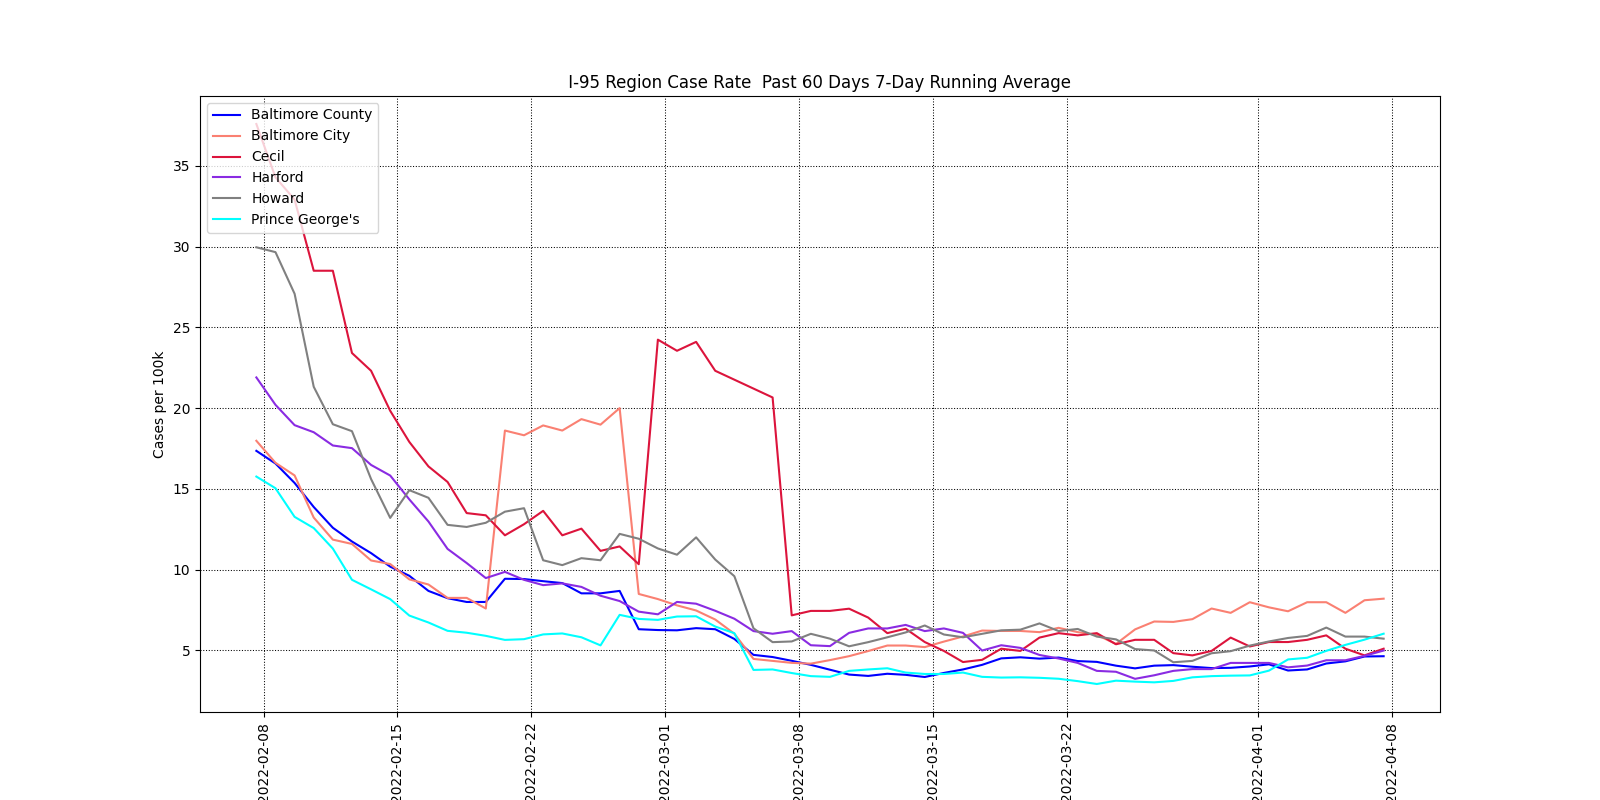 I-95 Region Case Rate  Past 60 Days 7-Day Running Average
Baltimore County
Baltimore City
Cecil
Harford
Howard
Prince George's
Cases per 100k
35
30
25
20
15
10
5
2022-02-08
2022-02-15
2022-02-22
2022-03-01
2022-03-08
2022-03-15
2022-03-22
2022-04-01
2022-04-08